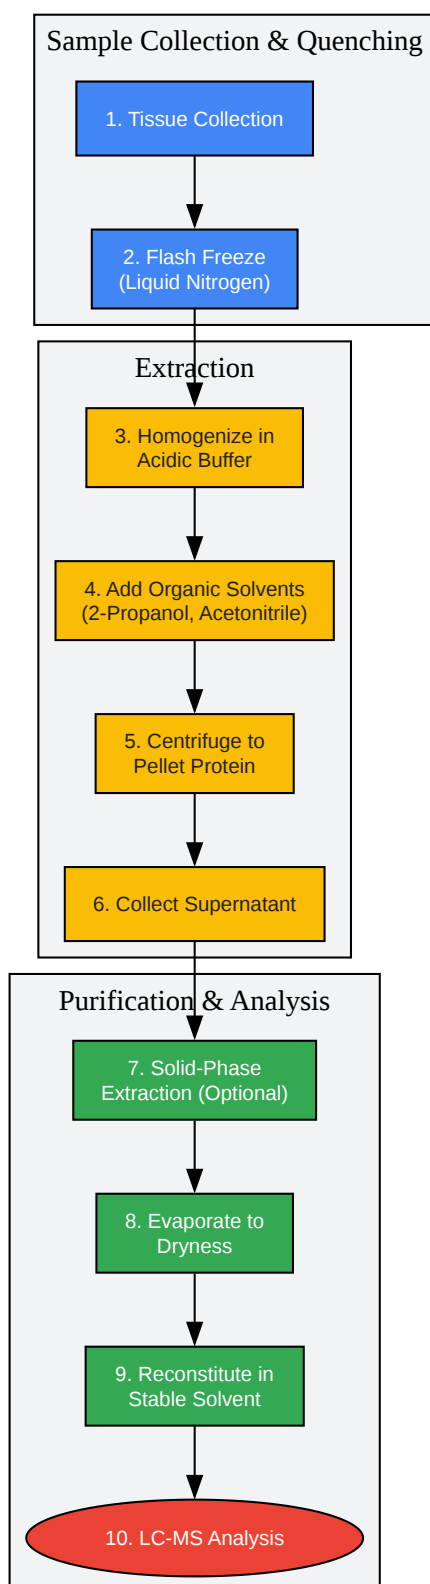 Sample Collection & Quenching
1. Tissue Collection
2. Flash Freeze
(Liquid Nitrogen)
Extraction
3. Homogenize in
Acidic Buffer
4. Add Organic Solvents
(2-Propanol, Acetonitrile)
5. Centrifuge to
Pellet Protein
6. Collect Supernatant
Purification & Analysis
7. Solid-Phase
Extraction (Optional)
8. Evaporate to
Dryness
9. Reconstitute in
Stable Solvent
10. LC-MS Analysis